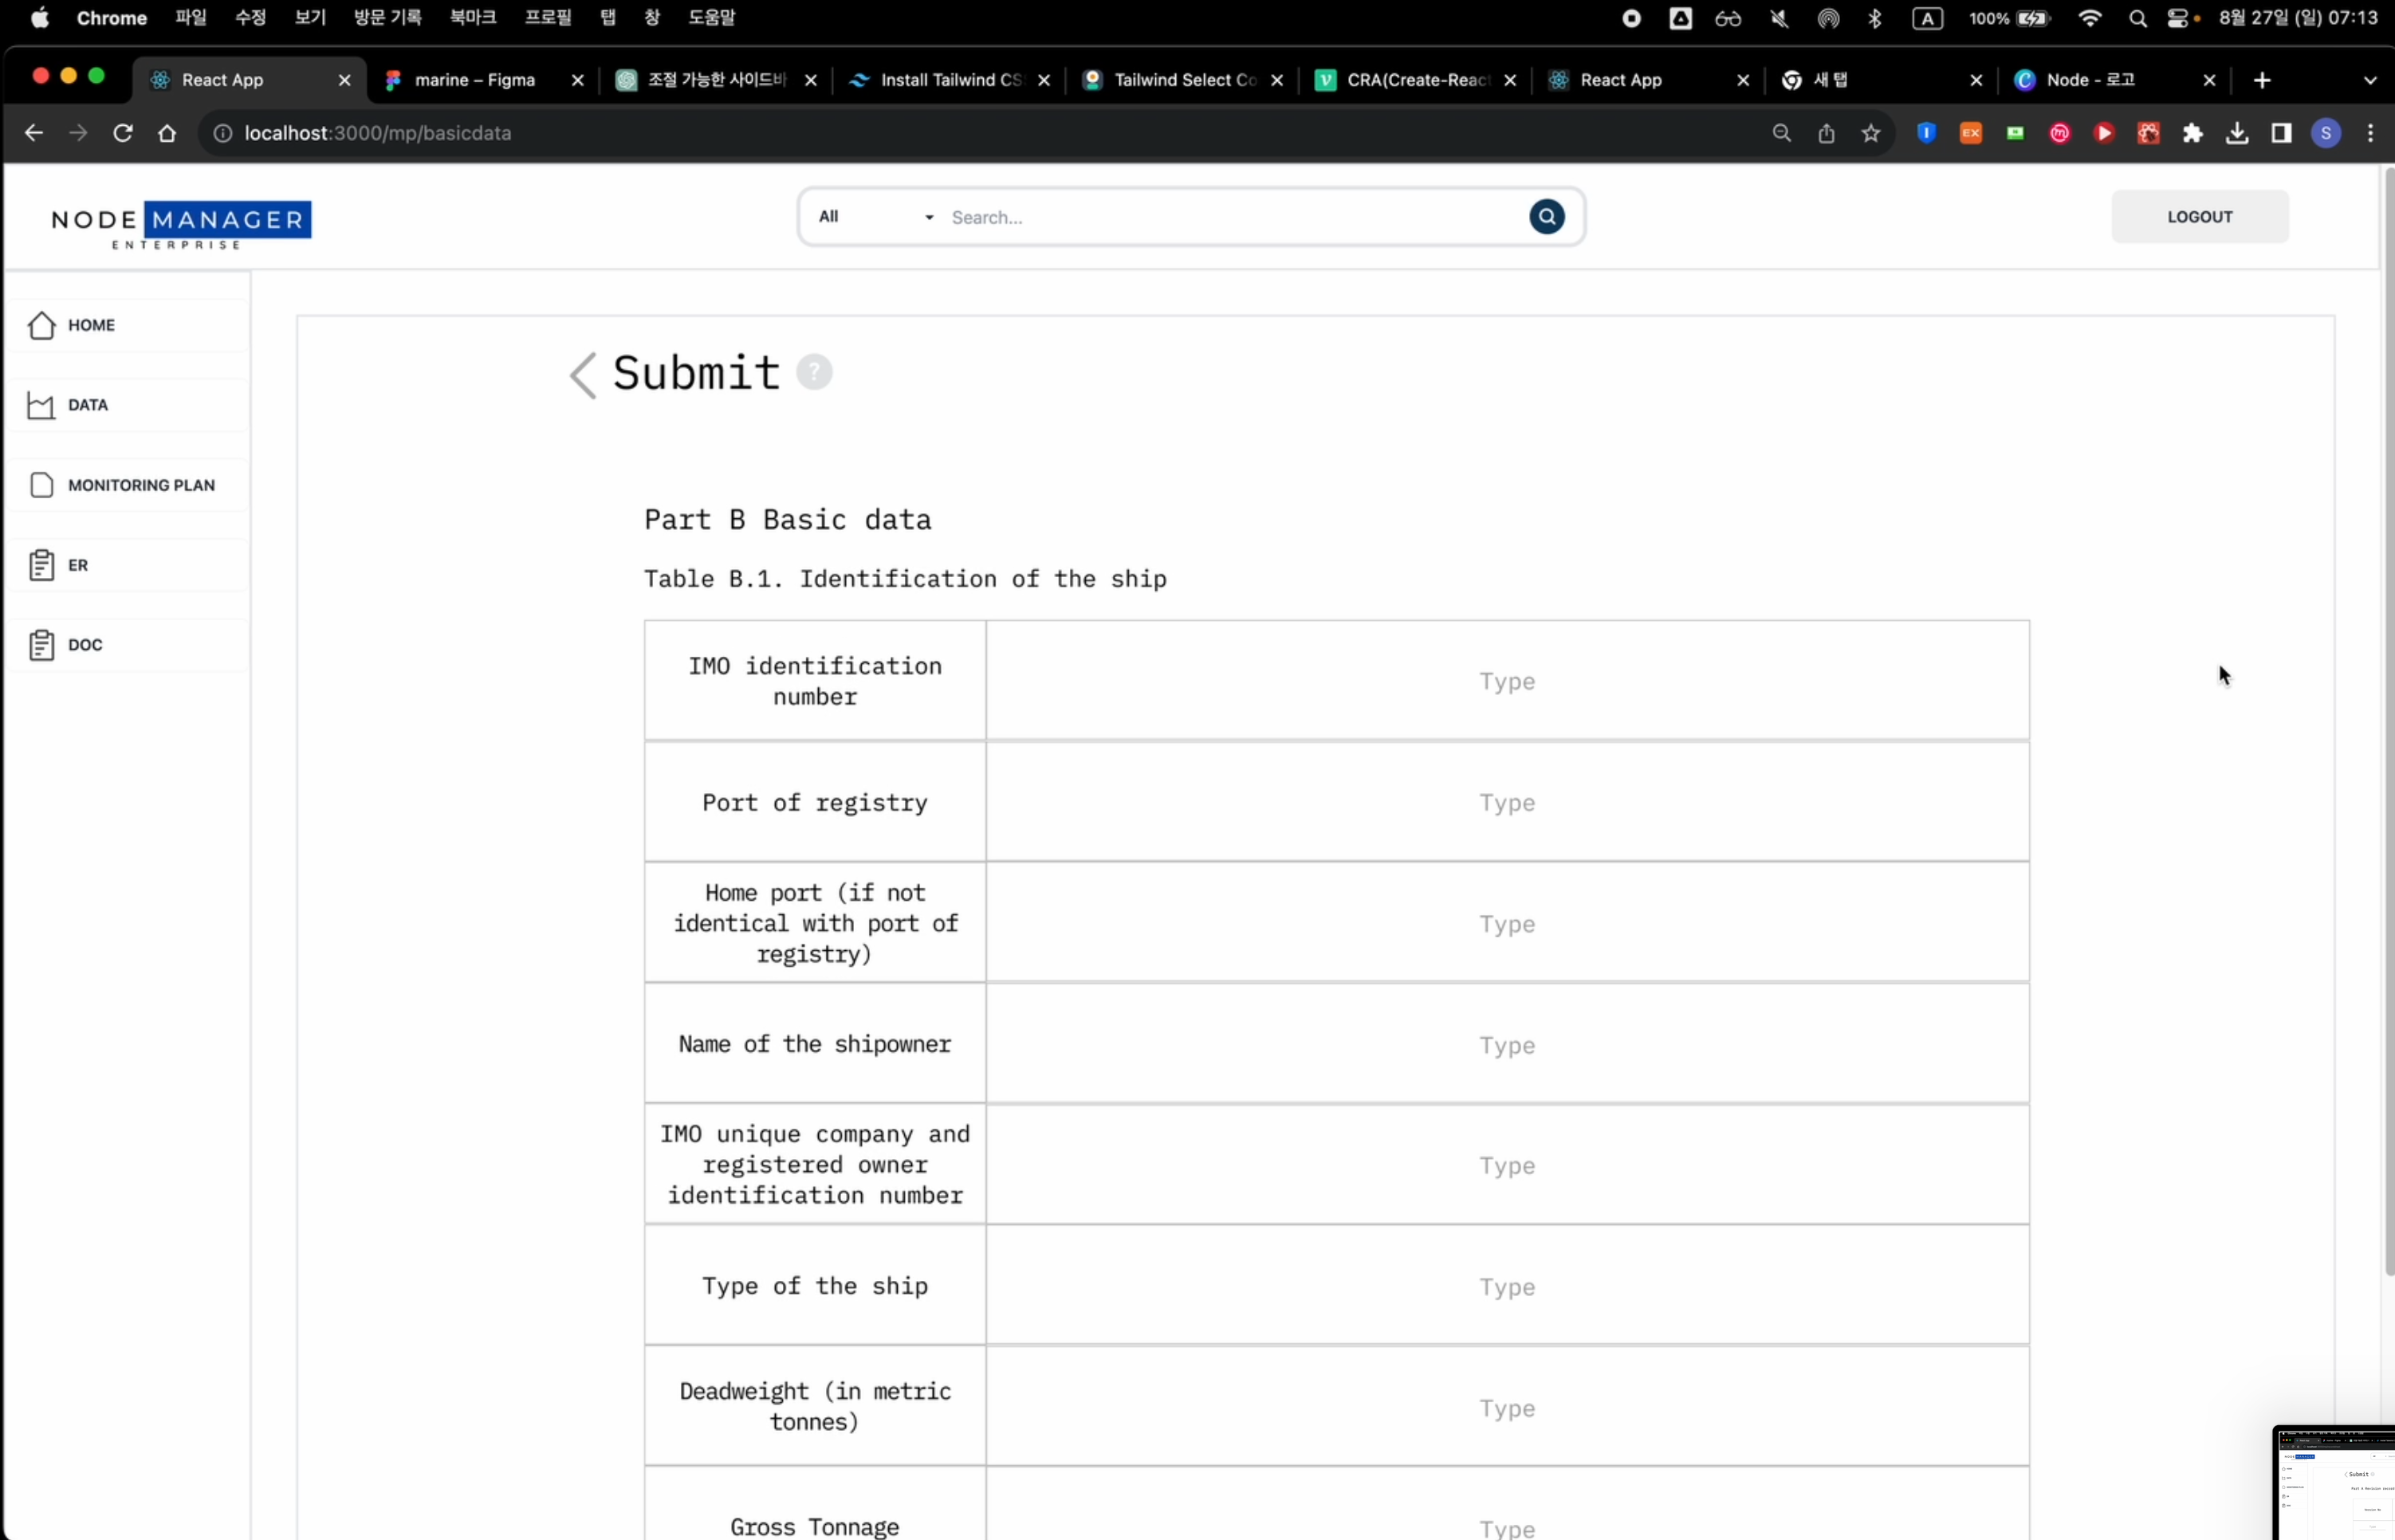 Chrome 파일 수정 보기 방문 기록 북마크 프로필 탭 창 도움말 A 100% 8월 27일 (일) 07:13
React App marine – Figma 조절 가능한 사이드바 Install Tailwind CS Tailwind Select Co CRA(Create-React React App 새 탭 Node - 로고
localhost:3000/mp/basicdata EX S
NODE MANAGER
ENTERPRISE
All Search...
LOGOUT
HOME
DATA
MONITORING PLAN
ER
DOC
Submit ?
Part B Basic data
Table B.1. Identification of the ship
IMO identification
number
Type
Port of registry
Type
Home port (if not
identical with port of
registry)
Type
Name of the shipowner
Type
IMO unique company and
registered owner
identification number
Type
Type of the ship
Type
Deadweight (in metric
tonnes)
Type
Gross Tonnage
Type
Submit